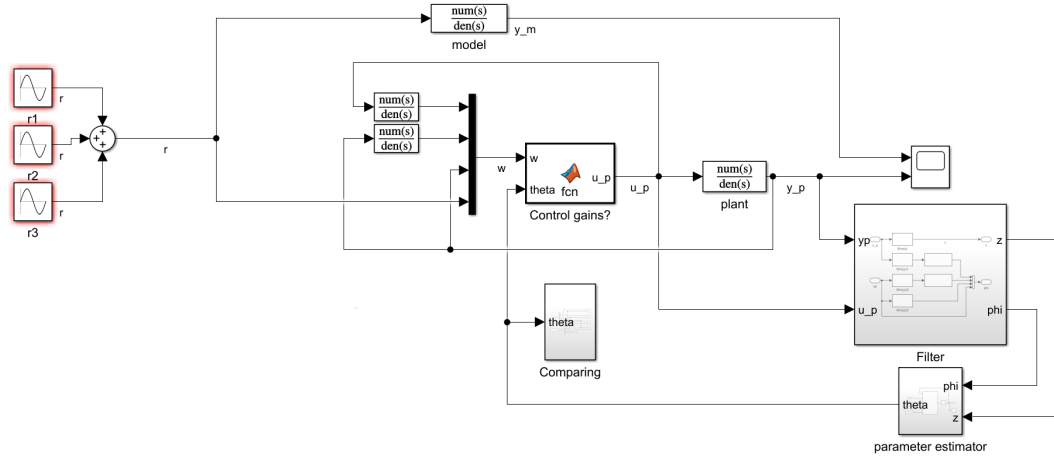 num(s)
den(s)
y_m
model
r
r1
r
r2
r
r3
+
+
+
r
num(s)
den(s)
num(s)
den(s)
w
w
theta
fcn
u_p
Control gains?
u_p
num(s)
den(s)
plant
y_p
yp
u_p
z
phi
Filter
theta
Comparing
phi
theta
z
parameter estimator